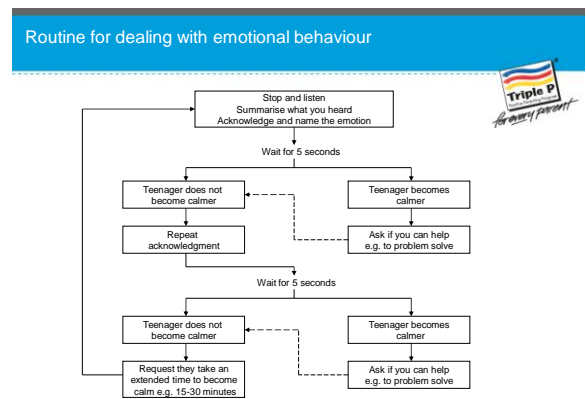 Routine for dealing with emotional behaviour
Triple P
Positive Parenting Program
for every parent
Stop and listen
Summarise what you heard
Acknowledge and name the emotion
Wait for 5 seconds
Teenager does not
become calmer
Teenager becomes
calmer
Repeat
acknowledgment
Ask if you can help
e.g. to problem solve
Wait for 5 seconds
Teenager does not
become calmer
Teenager becomes
calmer
Request they take an
extended time to become
calm e.g. 15-30 minutes
Ask if you can help
e.g. to problem solve